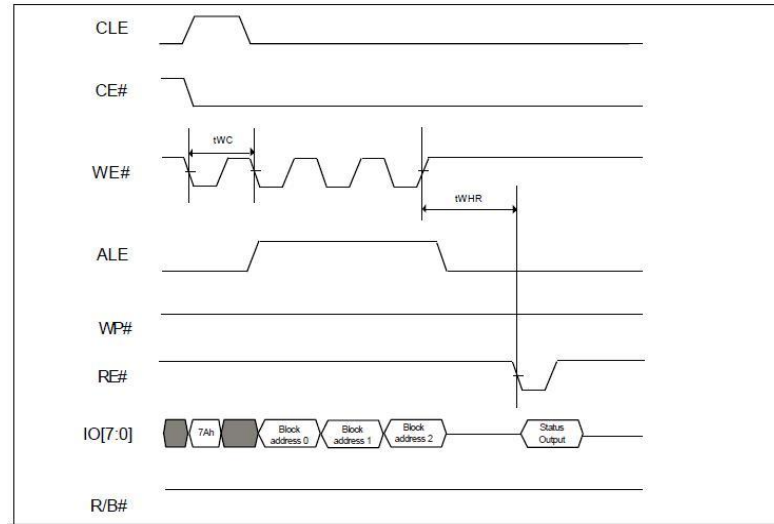 CLE
CE#
tWC
WE#
tWHR
ALE
WP#
RE#
IO[7:0]
7Ah
Block
address 0
Block
address 1
Block
address 2
Status
Output
R/B#